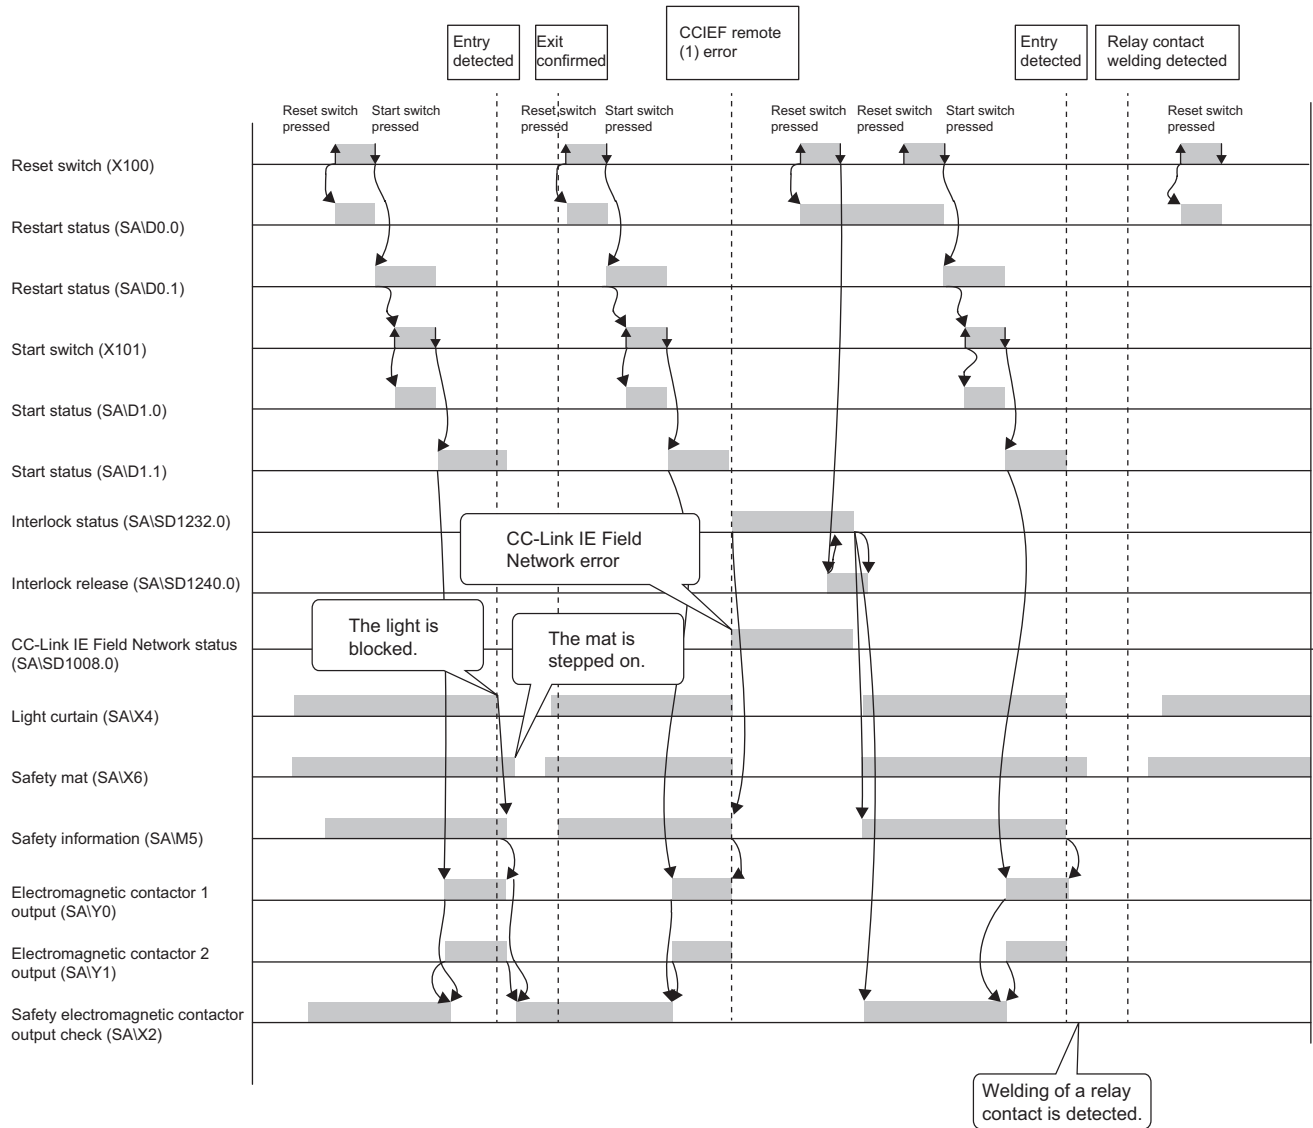 Entry
detected
Exit
confirmed
CCIEF remote
(1) error
Entry
detected
Relay contact
welding detected
Reset switch
pressed
Start switch
pressed
Reset switch
pressed
Start switch
pressed
Reset switch
pressed
Reset switch
pressed
Start switch
pressed
Reset switch
pressed
Reset switch (X100)
Restart status (SA\D0.0)
Restart status (SA\D0.1)
Start switch (X101)
Start status (SA\D1.0)
Start status (SA\D1.1)
Interlock status (SA\SD1232.0)
CC-Link IE Field
Network error
Interlock release (SA\SD1240.0)
The light is
blocked.
The mat is
stepped on.
CC-Link IE Field Network status
(SA\SD1008.0)
Light curtain (SA\X4)
Safety mat (SA\X6)
Safety information (SA\M5)
Electromagnetic contactor 1
output (SA\Y0)
Electromagnetic contactor 2
output (SA\Y1)
Safety electromagnetic contactor
output check (SA\X2)
Welding of a relay
contact is detected.